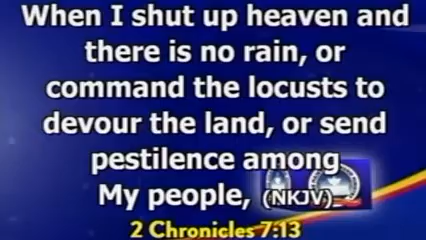 When I shut up heaven and
there is no rain, or
command the locusts to
devour the land, or send
pestilence among
My people, (NKJV)
2 Chronicles 7:13